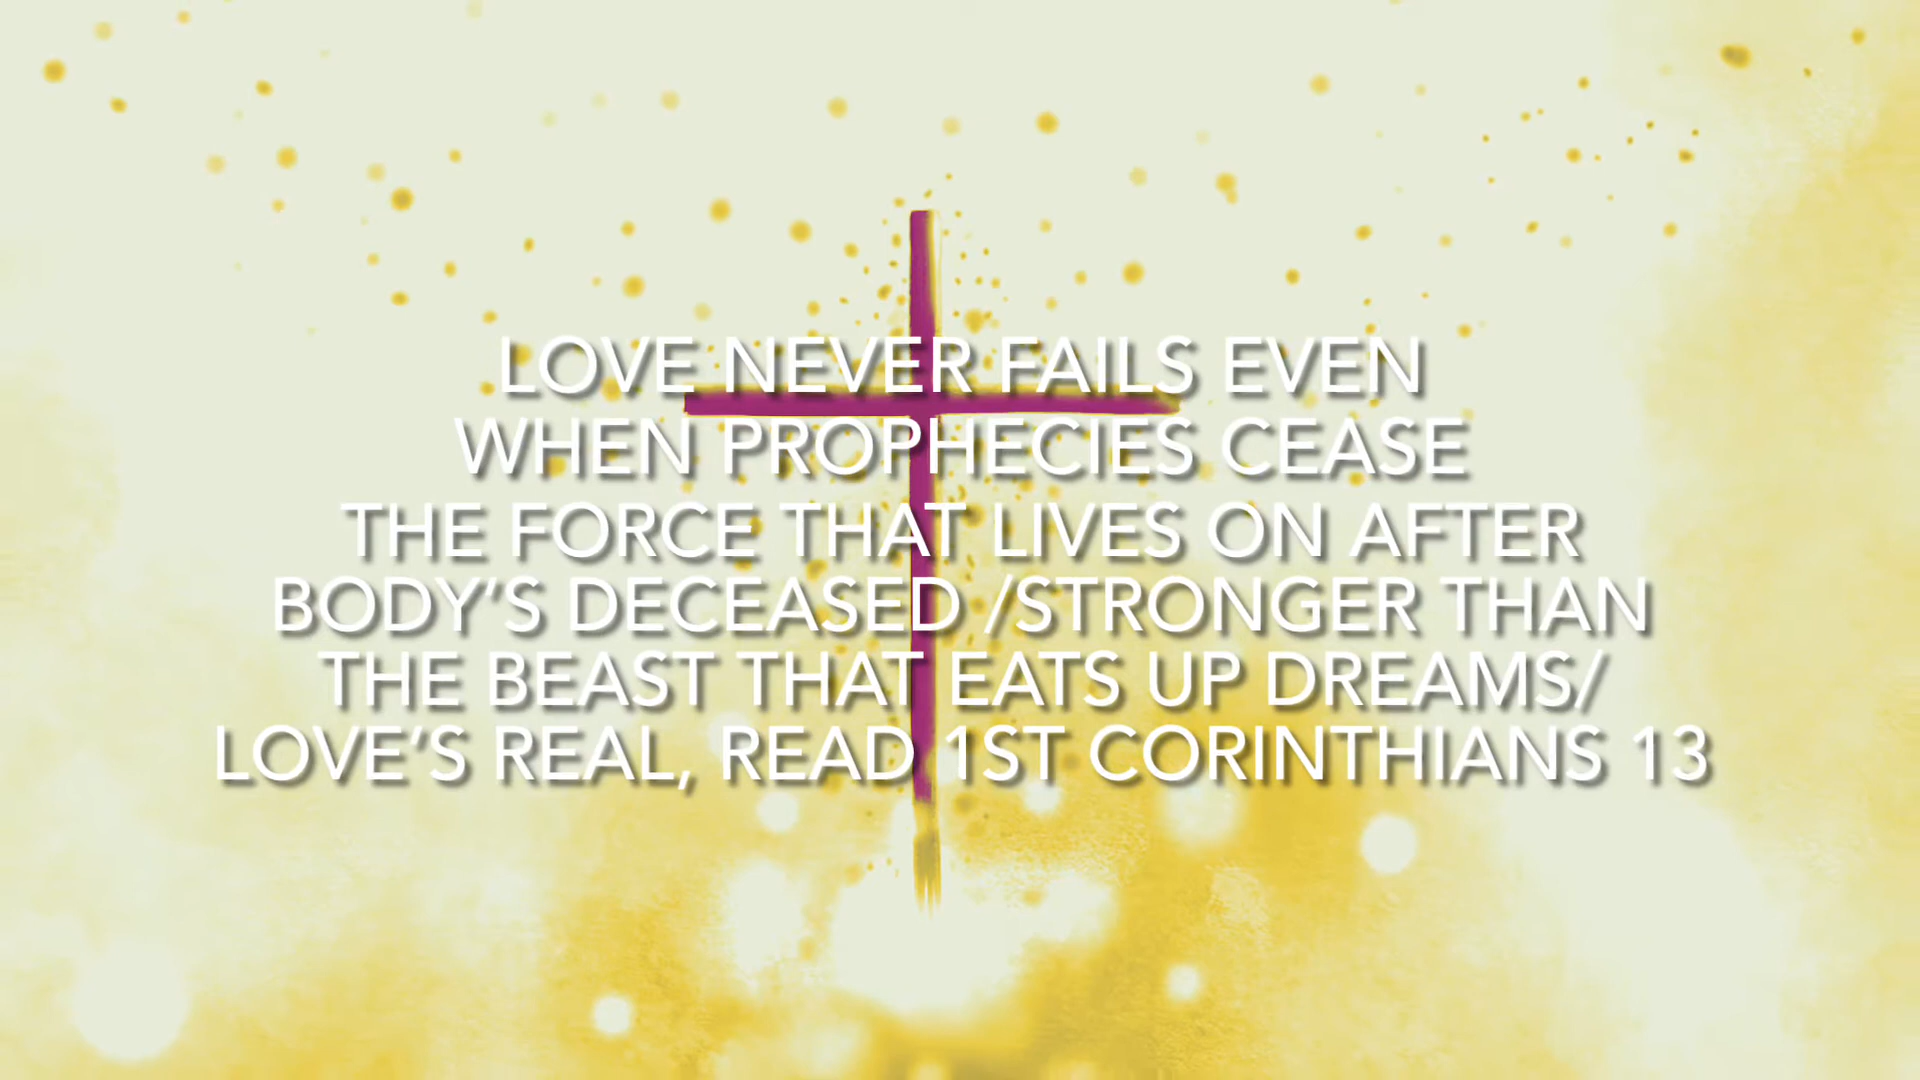 LOVE NEVER FAILS EVEN
WHEN PROPHECIES CEASE
THE FORCE THAT LIVES ON AFTER
BODY’S DECEASED /STRONGER THAN
THE BEAST THAT EATS UP DREAMS/
LOVE’S REAL, READ 1ST CORINTHIANS 13